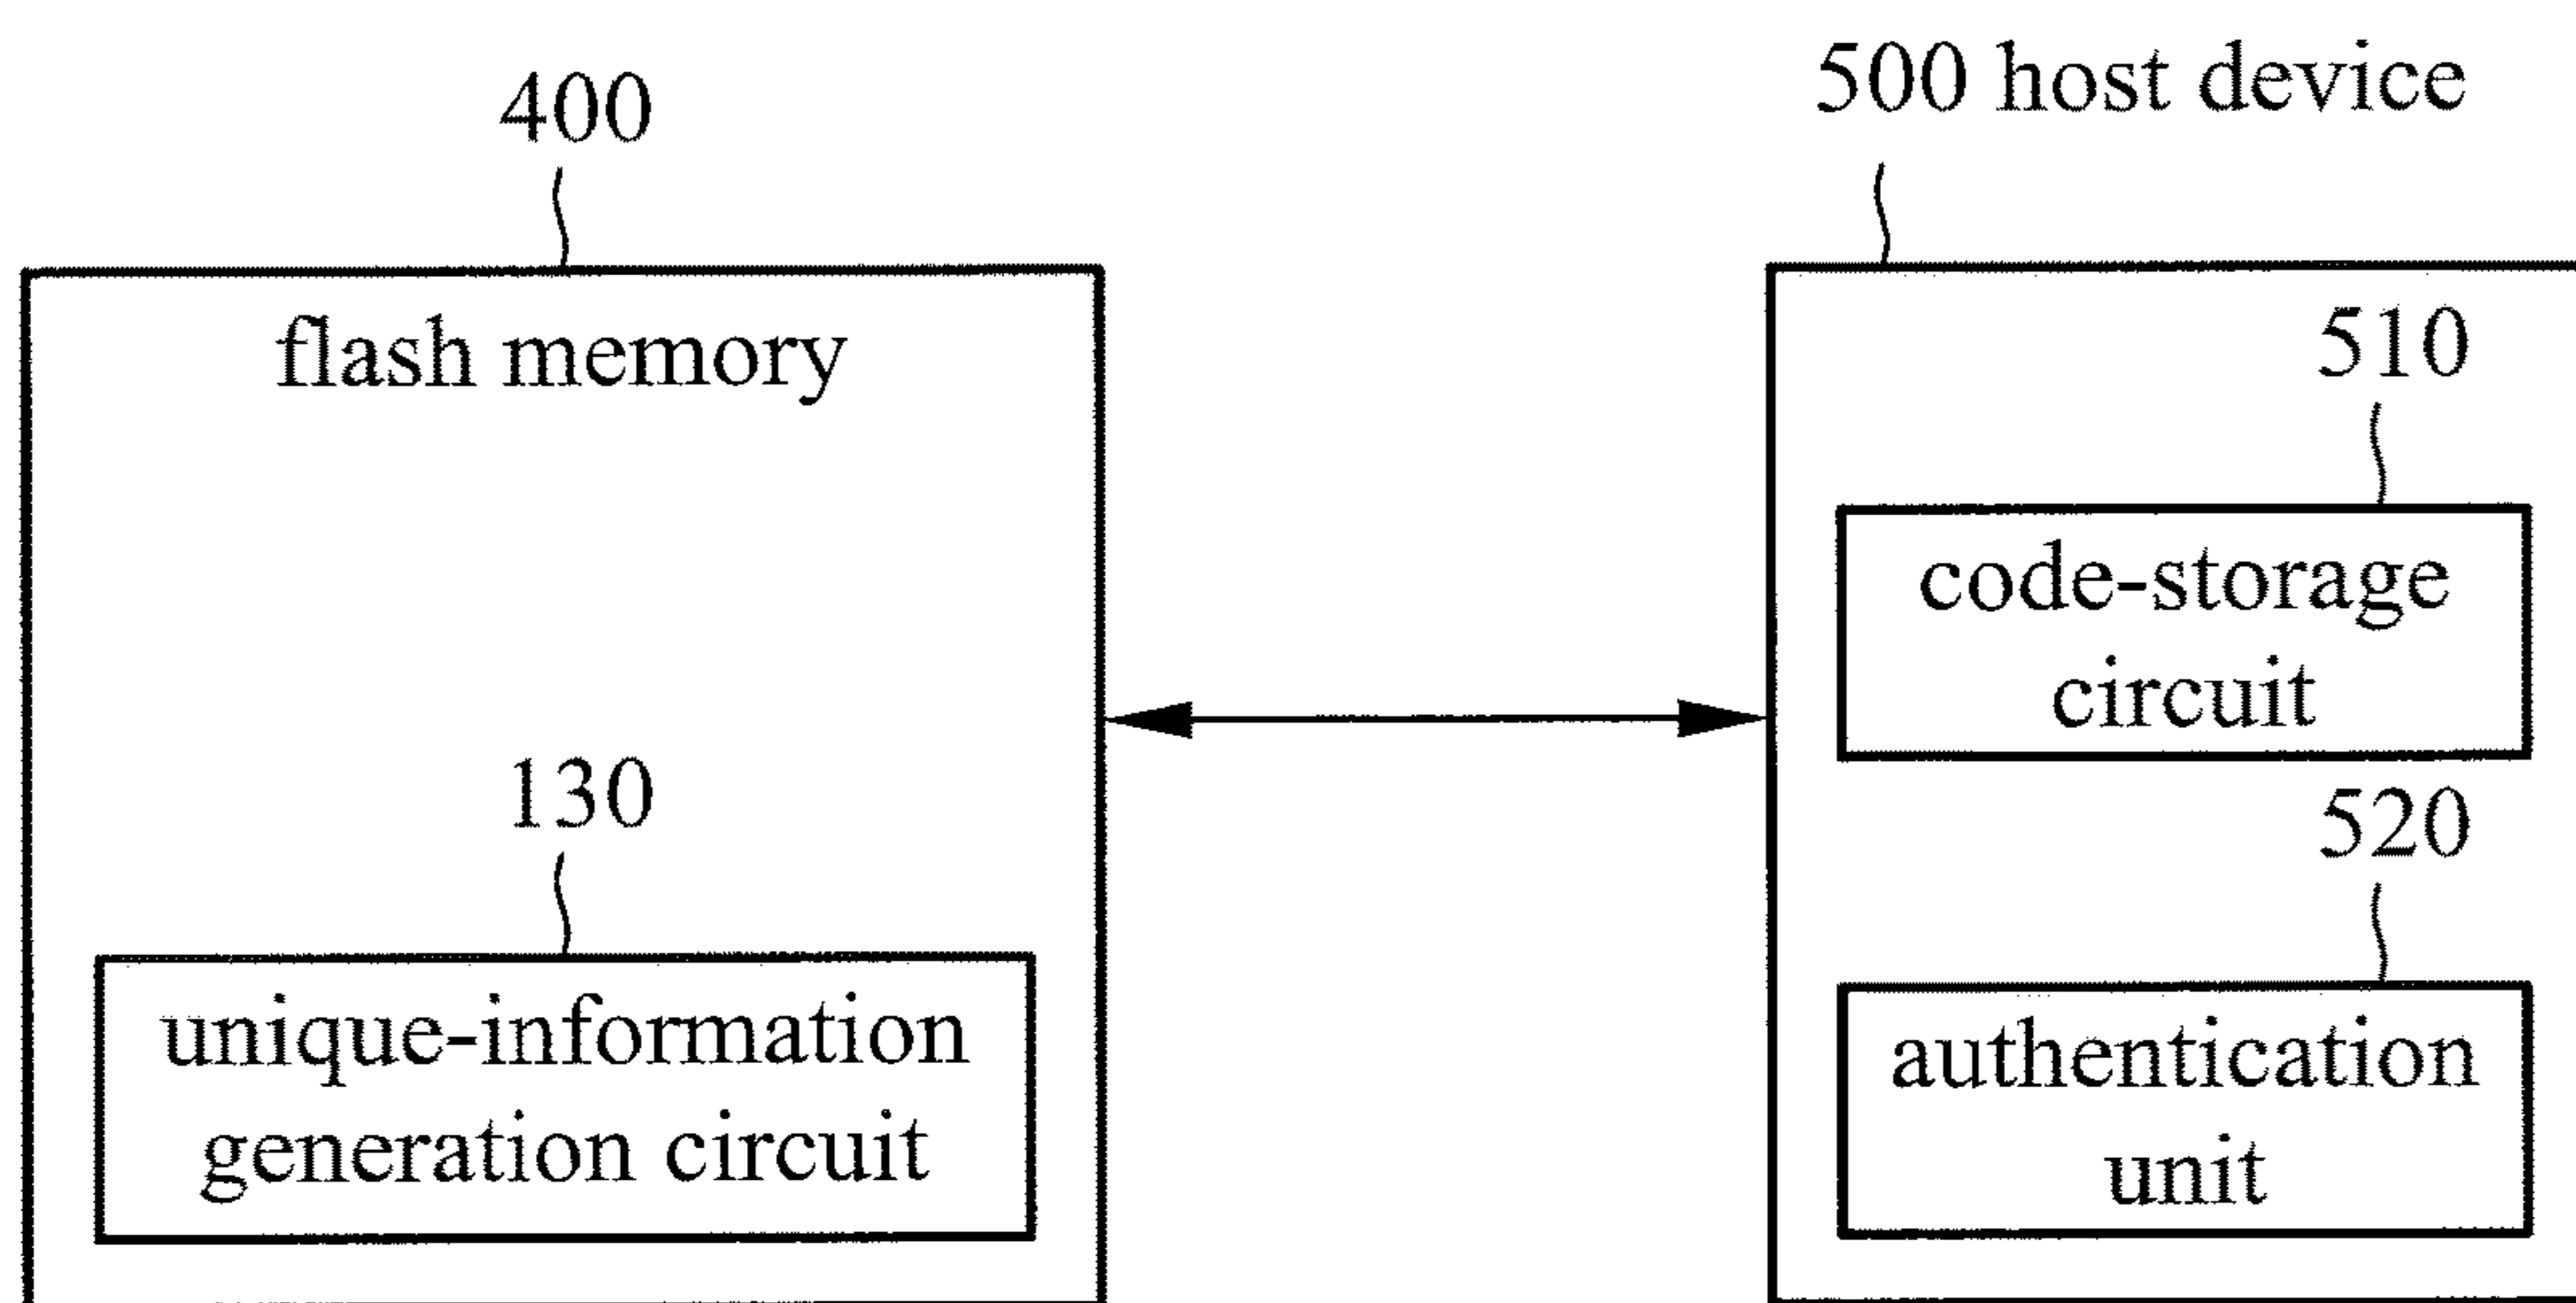 400
flash memory
130
unique-information
generation circuit
500 host device
510
code-storage
circuit
520
authentication
unit